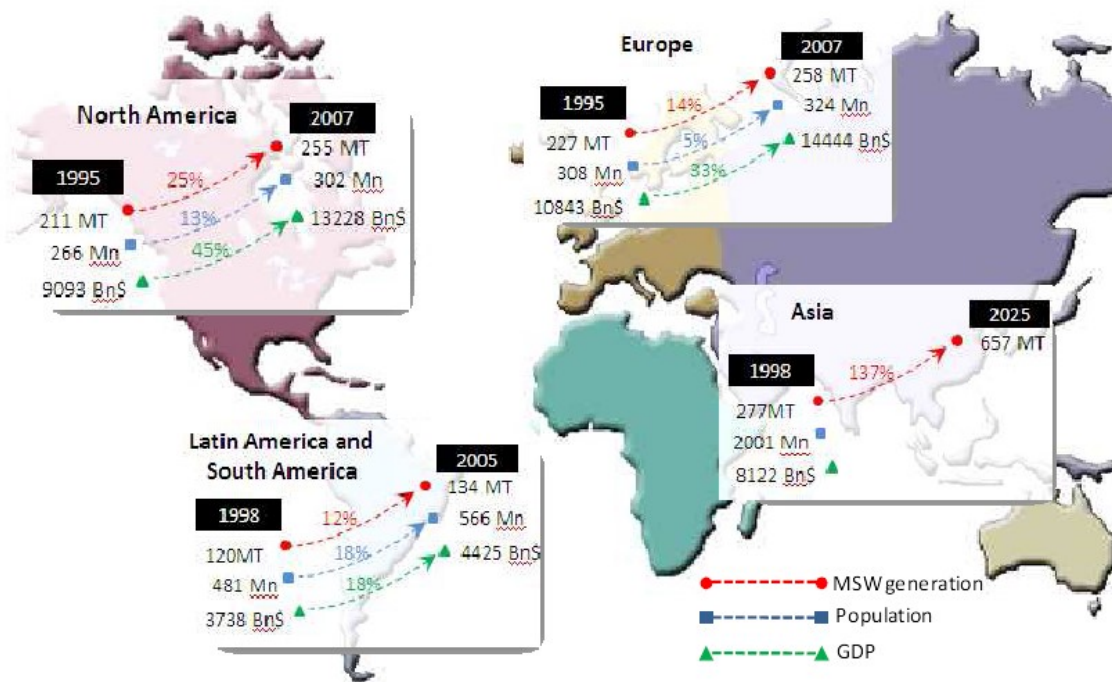 North America
2007
255 MT
302 Mn
13228 Bn$
1995
211 MT
266 Mn
9093 Bn$
25%
13%
45%
Europe
2007
258 MT
324 Mn
14444 Bn$
1995
227 MT
308 Mn
10843 Bn$
14%
5%
33%
Asia
2025
657 MT
1998
277MT
2001 Mn
8122 Bn$
137%
Latin America and
South America
2005
134 MT
566 Mn
4425 Bn$
1998
120MT
481 Mn
3738 Bn$
12%
18%
18%
MSW generation
Population
GDP